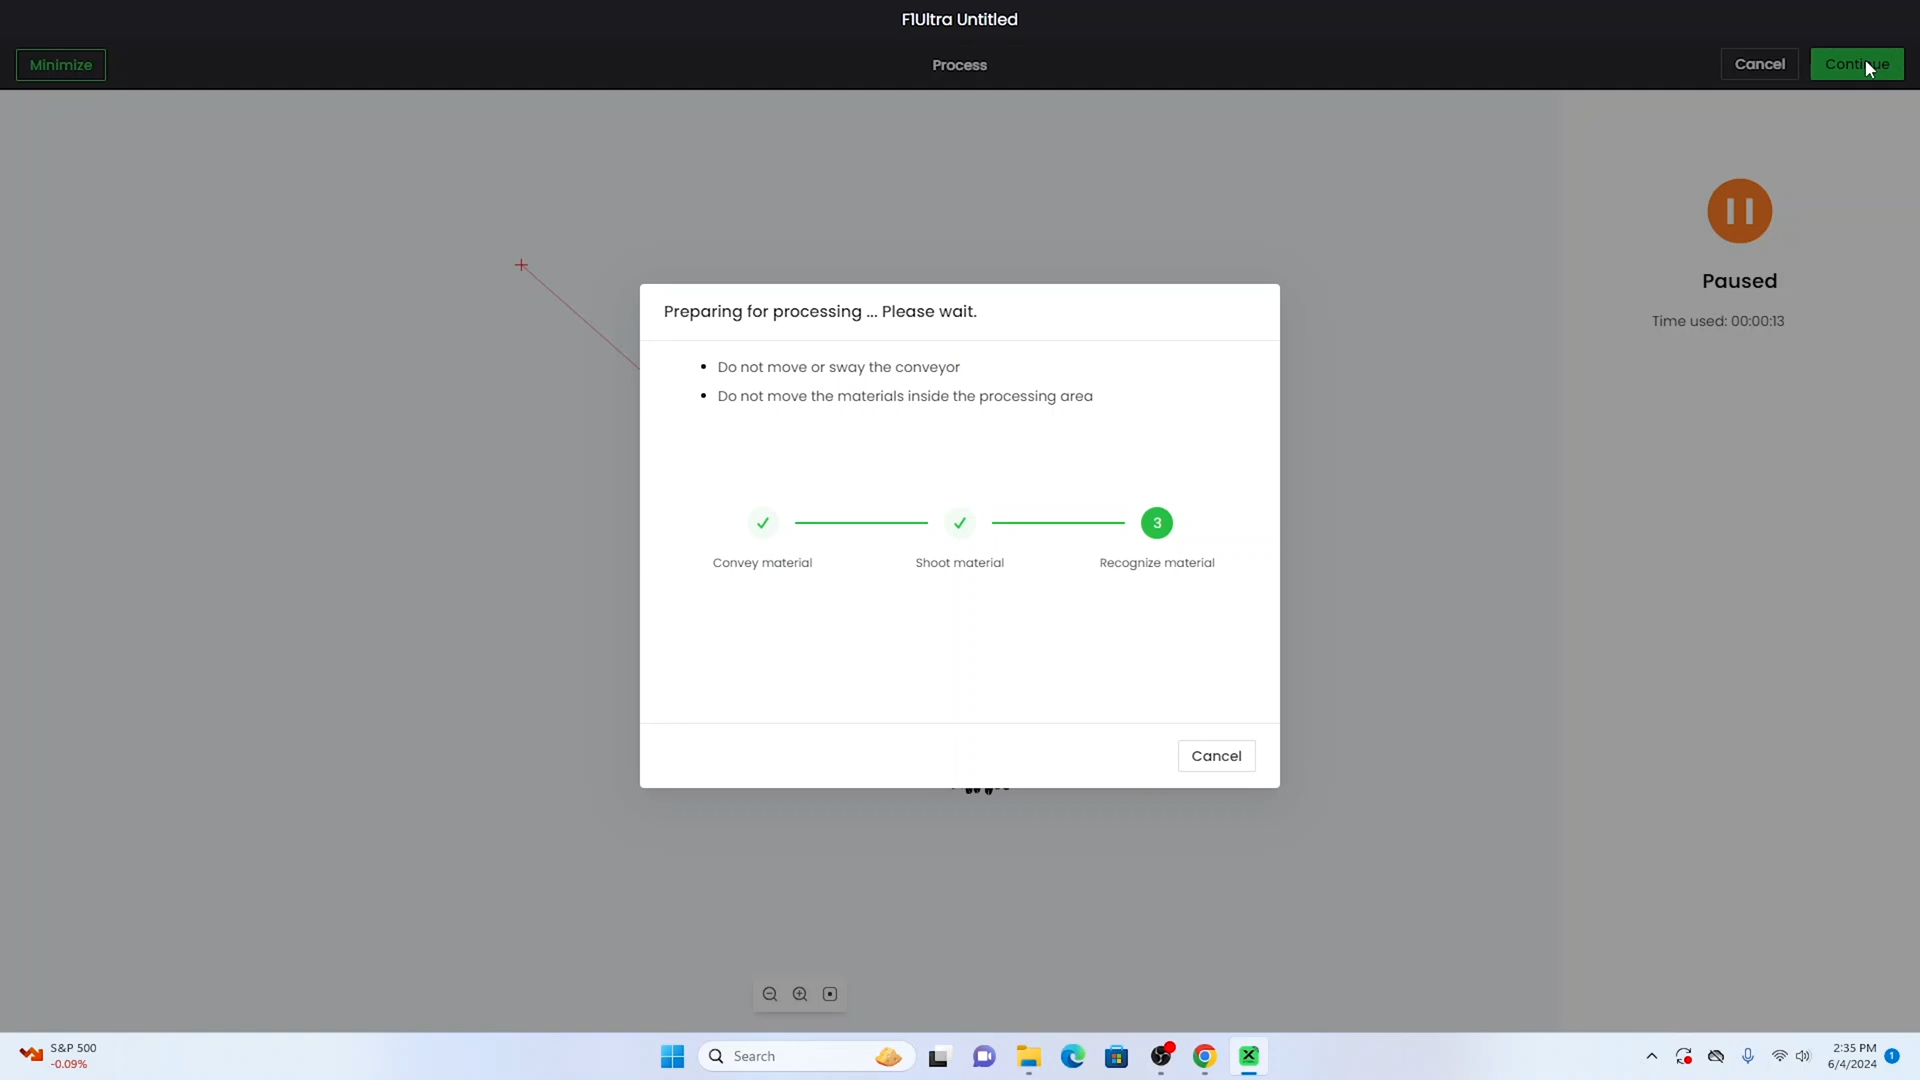 F1Ultra Untitled
Minimize
Process
Cancel
Continue
Paused
Time used: 00:00:13
Preparing for processing ... Please wait.
Do not move or sway the conveyor
Do not move the materials inside the processing area
3
Convey material
Shoot material
Recognize material
Cancel
S&P 500
-0.09%
Search
2:35 PM
6/4/2024
1